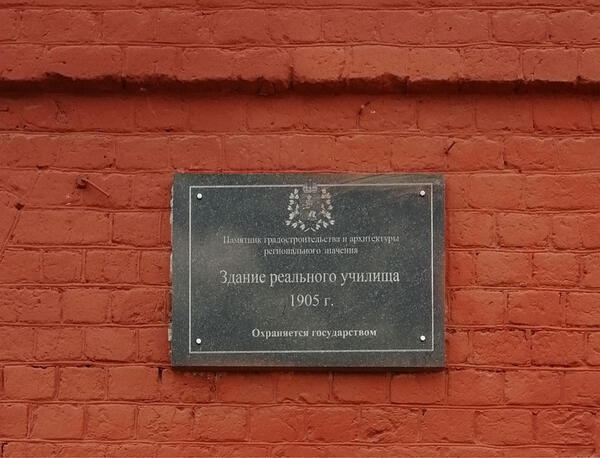 Памятник градостроительства и архитектуры
регионального значения
Здание реального училища
1905 г.
Охраняется государством